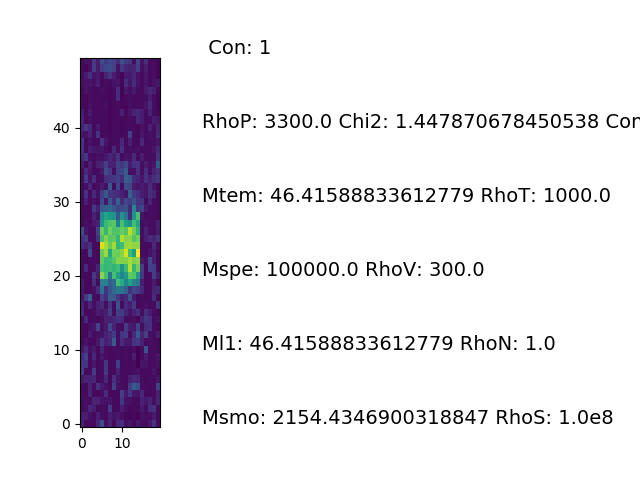 Con: 1
RhoP: 3300.0 Chi2: 1.447870678450538 Con
Mtem: 46.41588833612779 RhoT: 1000.0
Mspe: 100000.0 RhoV: 300.0
Ml1: 46.41588833612779 RhoN: 1.0
Msmo: 2154.4346900318847 RhoS: 1.0e8
40
30
20
10
0
0 10